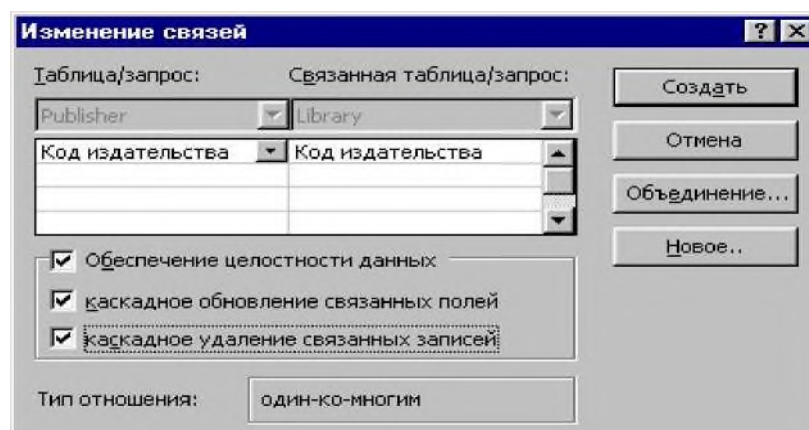 Изменение связей
Таблица/запрос: Связанная таблица/запрос:
Publisher Library
Код издательства Код издательства
Обеспечение целостности данных
каскадное обновление связанных полей
каскадное удаление связанных записей
Тип отношения: один-ко-многим
Создать
Отмена
Объединение...
Новое..